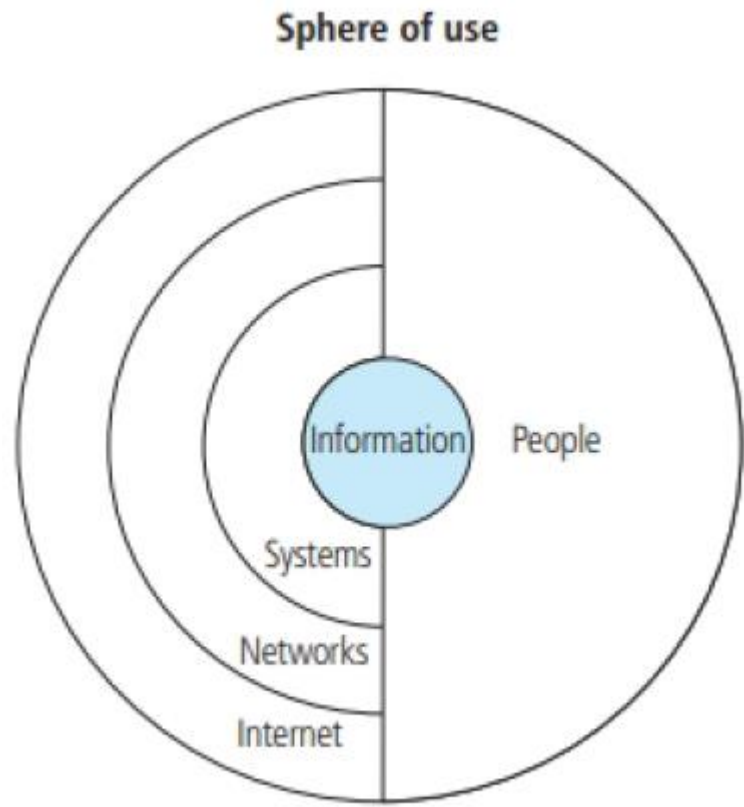 Sphere of use
Information
People
Systems
Networks
Internet